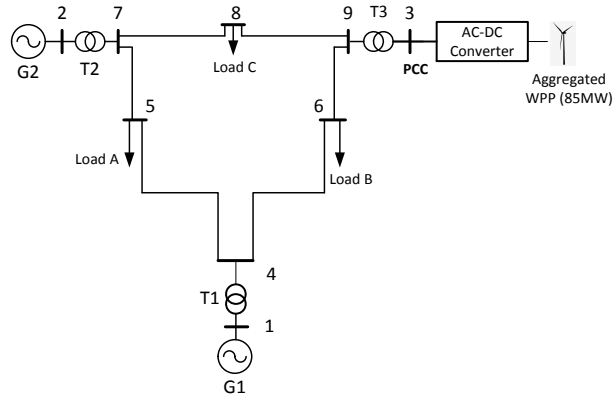 2
7
8
9
T3
3
AC-DC
Converter
G2
T2
Load C
PCC
Aggregated
WPP (85MW)
5
6
Load A
Load B
4
T1
1
G1